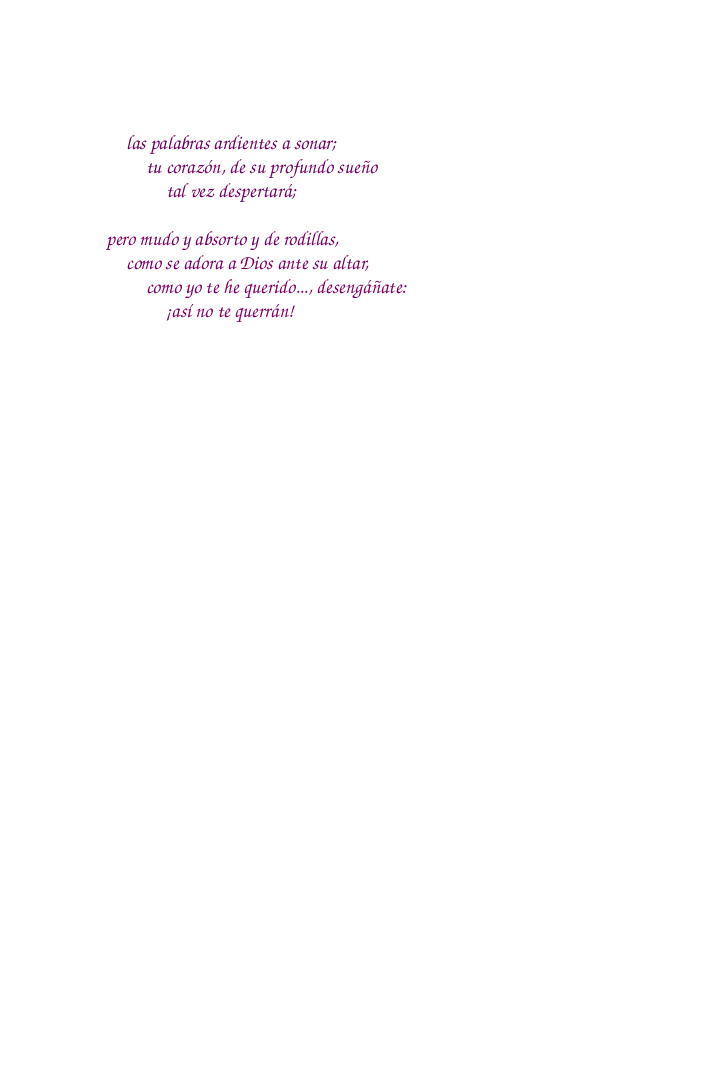 las palabras ardientes a sonar;
tu corazón, de su profundo sueño
tal vez despertará;
pero mudo y absorto y de rodillas,
como se adora a Dios ante su altar,
como yo te he querido..., desengáñate:
¡así no te querrán!